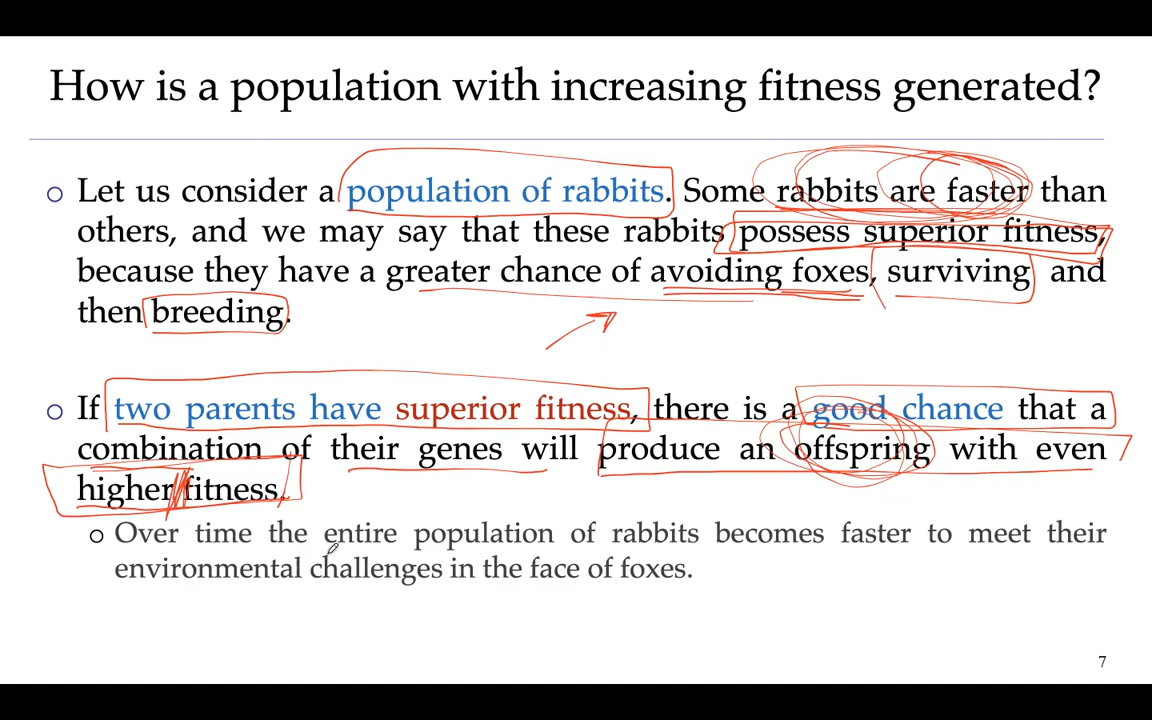 How is a population with increasing fitness generated?
Let us consider a population of rabbits. Some rabbits are faster than
others, and we may say that these rabbits possess superior fitness,
because they have a greater chance of avoiding foxes, surviving and
then breeding.
If two parents have superior fitness, there is a good chance that a
combination of their genes will produce an offspring with even
higher fitness.
Over time the entire population of rabbits becomes faster to meet their
environmental challenges in the face of foxes.
7